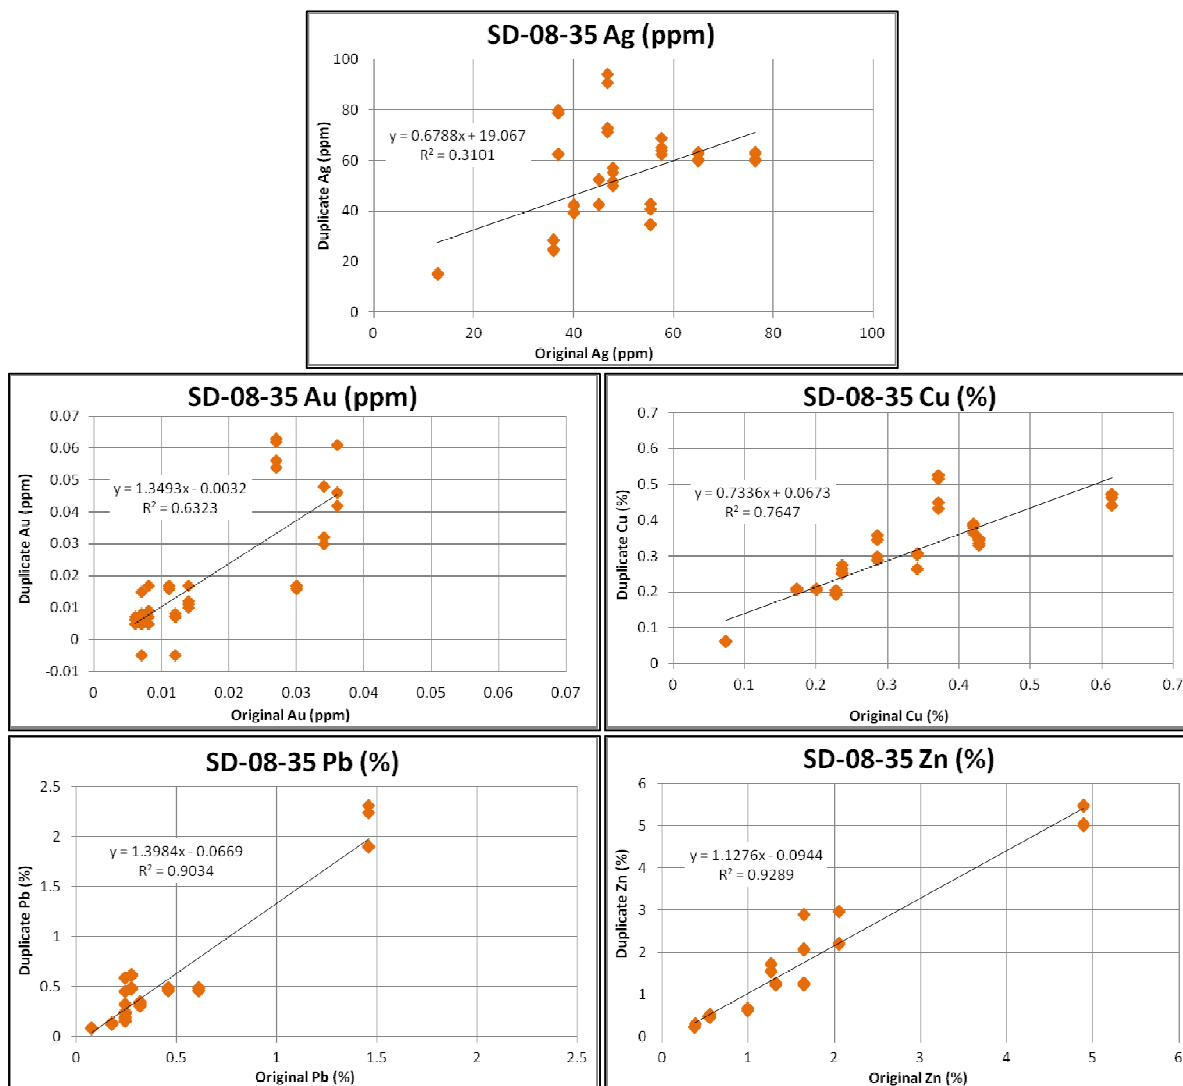 SD-08-35 Ag (ppm)
100
80
60
40
20
0
Duplicate Ag (ppm)
y = 0.6788x + 19.067
R² = 0.3101
0 20 40 60 80 100
Original Ag (ppm)
SD-08-35 Au (ppm)
0.07
0.06
0.05
0.04
0.03
0.02
0.01
0
-0.01
Duplicate Au (ppm)
y = 1.3493x - 0.0032
R² = 0.6323
0 0.01 0.02 0.03 0.04 0.05 0.06 0.07
Original Au (ppm)
SD-08-35 Cu (%)
0.7
0.6
0.5
0.4
0.3
0.2
0.1
0
Duplicate Cu (%)
y = 0.7336x + 0.0673
R² = 0.7647
0 0.1 0.2 0.3 0.4 0.5 0.6 0.7
Original Cu (%)
SD-08-35 Pb (%)
2.5
2
1.5
1
0.5
0
Duplicate Pb (%)
y = 1.3984x - 0.0669
R² = 0.9034
0 0.5 1 1.5 2 2.5
Original Pb (%)
SD-08-35 Zn (%)
6
5
4
3
2
1
0
Duplicate Zn (%)
y = 1.1276x - 0.0944
R² = 0.9289
0 1 2 3 4 5 6
Original Zn (%)